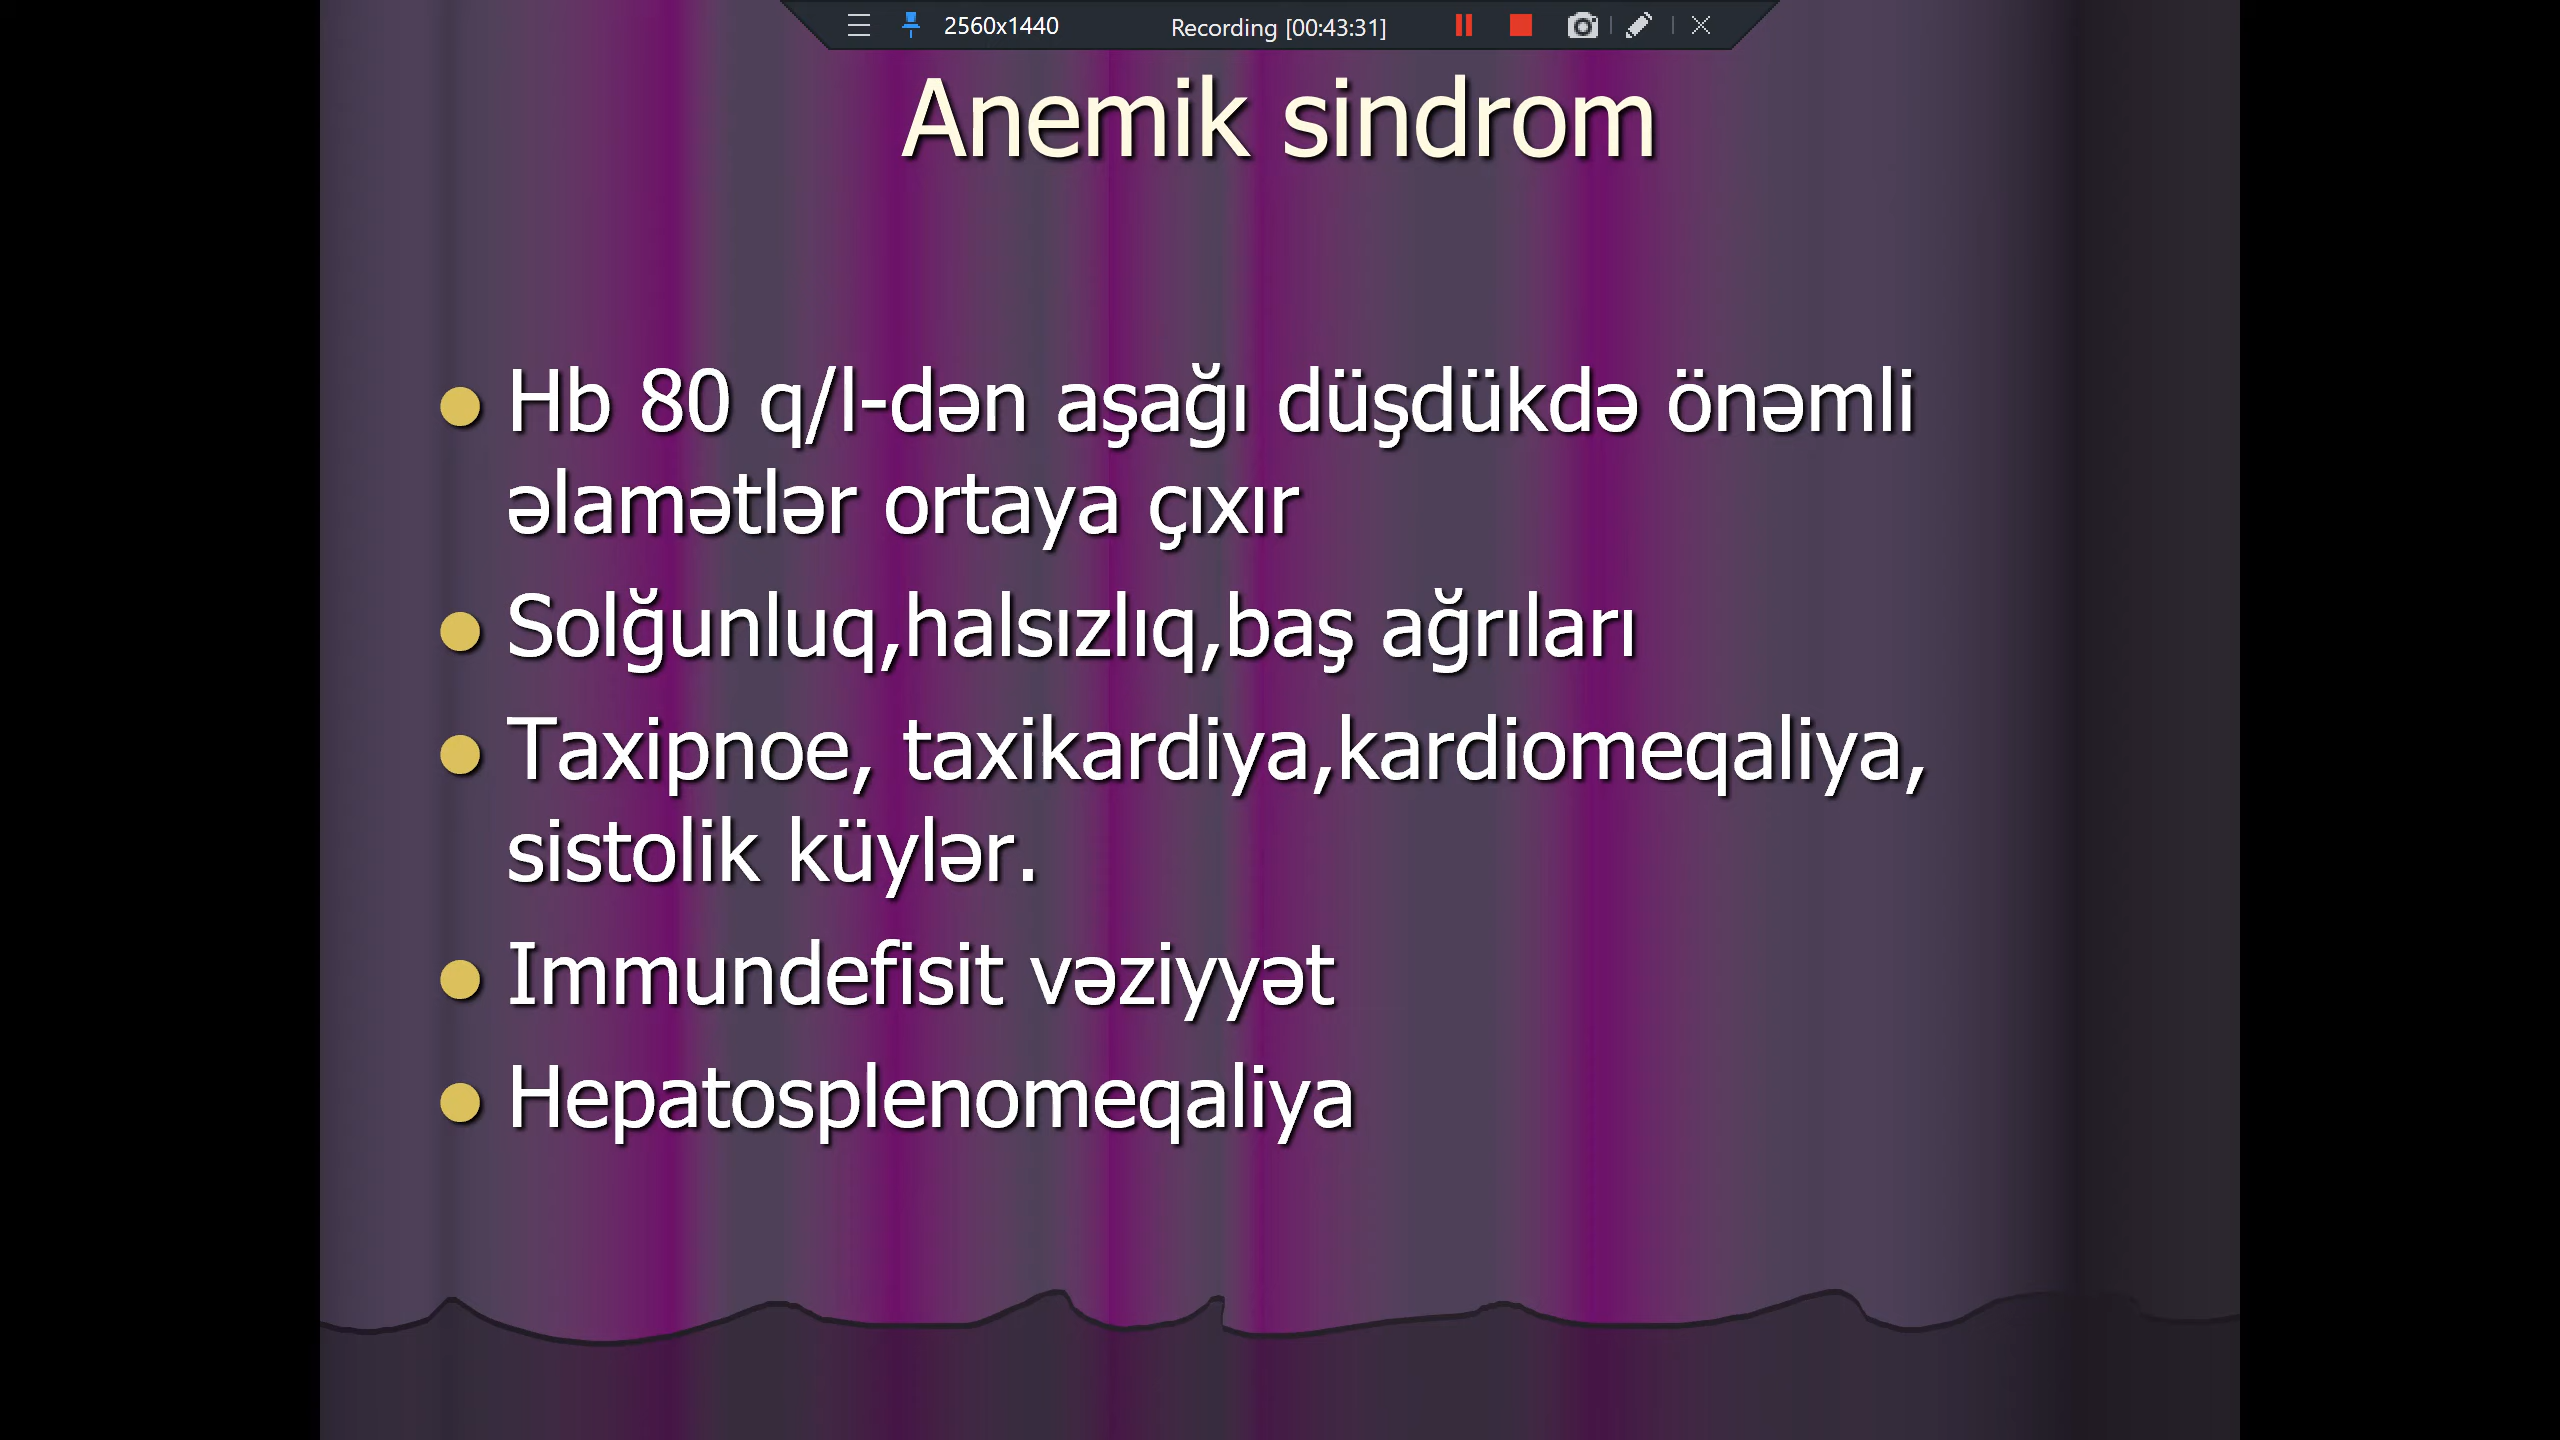 2560x1440 Recording [00:43:31]
Anemik sindrom
Hb 80 q/l-dən aşağı düşdükdə önəmli
əlamətlər ortaya çıxır
Solğunluq,halsızlıq,baş ağrıları
Taxipnoe, taxikardiya,kardiomeqaliya,
sistolik küylər.
Immundefisit vəziyyət
Hepatosplenomeqaliya